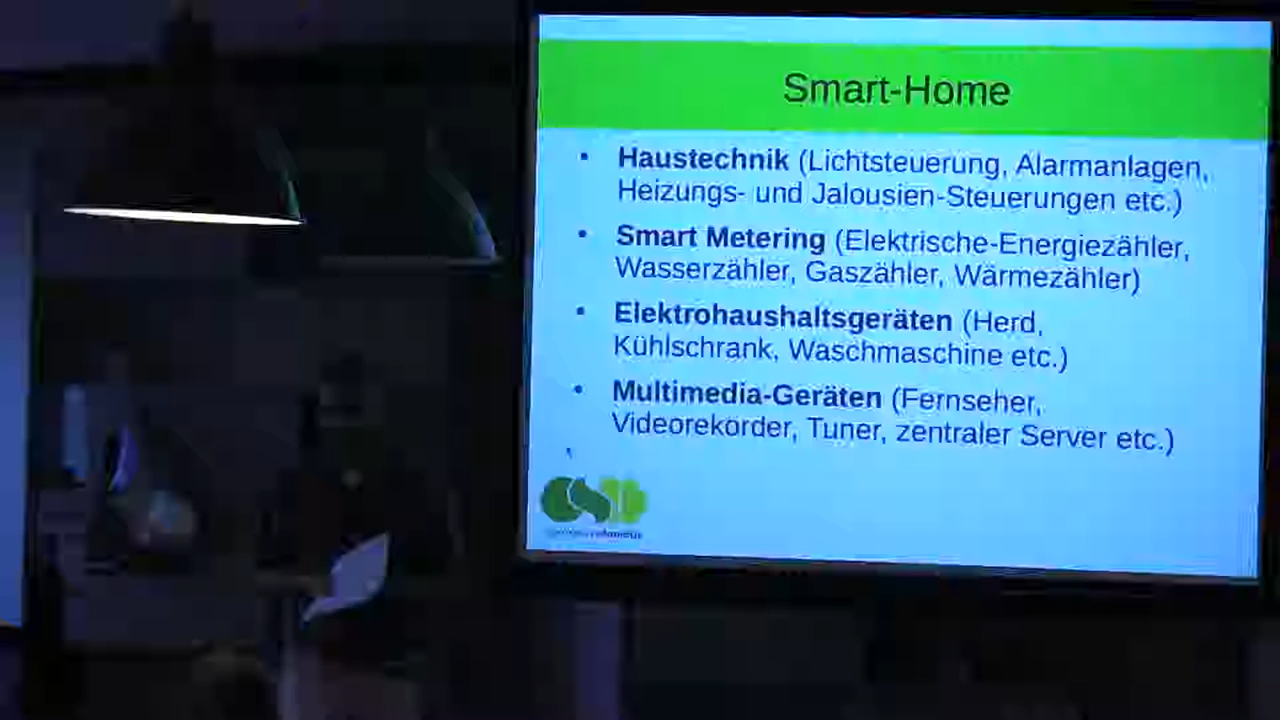 Smart-Home
• Haustechnik (Lichtsteuerung, Alarmanlagen,
Heizungs- und Jalousien-Steuerungen etc.)
• Smart Metering (Elektrische-Energiezähler,
Wasserzähler, Gaszähler, Wärmezähler)
• Elektrohaushaltsgeräten (Herd,
Kühlschrank, Waschmaschine etc.)
• Multimedia-Geräten (Fernseher,
Videorekorder, Tuner, zentraler Server etc.)